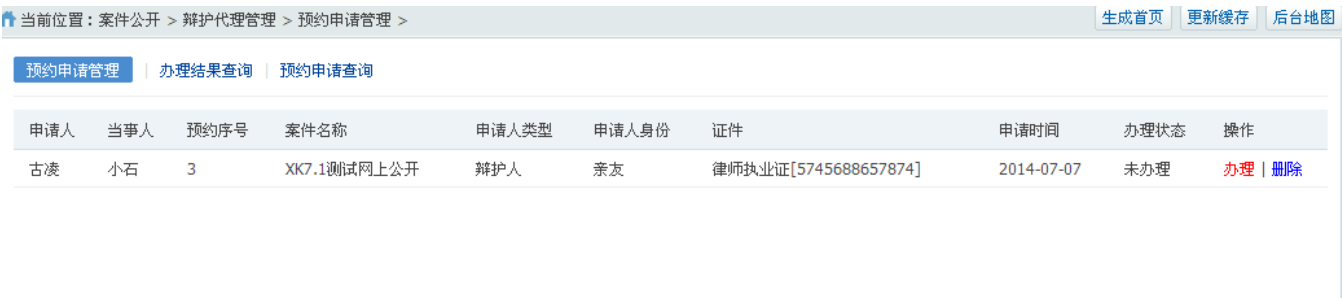 当前位置：案件公开 > 辩护代理管理 > 预约申请管理 > 生成首页 更新缓存 后台地图
预约申请管理 | 办理结果查询 | 预约申请查询
申请人 当事人 预约序号 案件名称 申请人类型 申请人身份 证件 申请时间 办理状态 操作
古凌 小石 3 XK7.1测试网上公开 辩护人 亲友 律师执业证[5745688657874] 2014-07-07 未办理 办理 | 删除